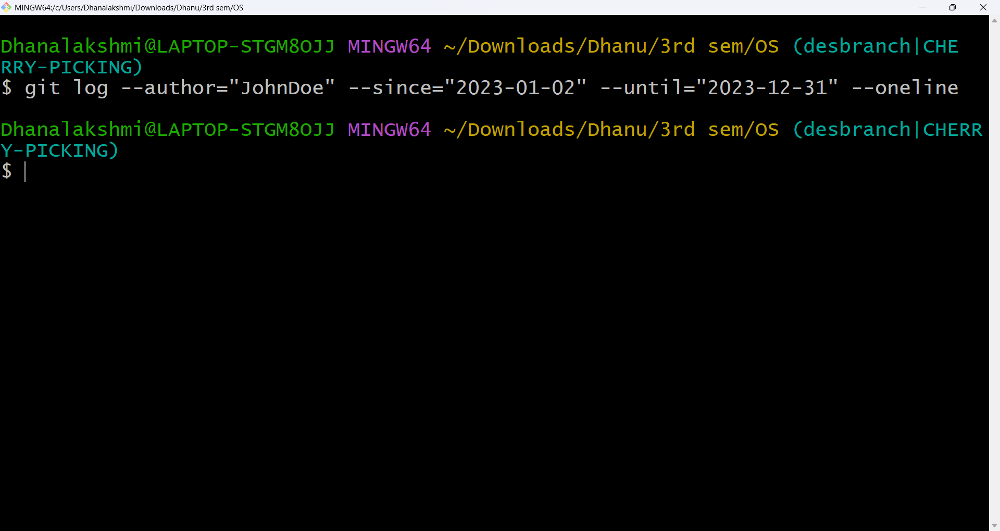 MINGW64:/c/Users/Dhanalakshmi/Downloads/Dhanu/3rd sem/OS
Dhanalakshmi@LAPTOP-STGM8OJJ MINGW64 ~/Downloads/Dhanu/3rd sem/OS (desbranch|CHE
RRY-PICKING)
$ git log --author="JohnDoe" --since="2023-01-02" --until="2023-12-31" --oneline
Dhanalakshmi@LAPTOP-STGM8OJJ MINGW64 ~/Downloads/Dhanu/3rd sem/OS (desbranch|CHERR
Y-PICKING)
$